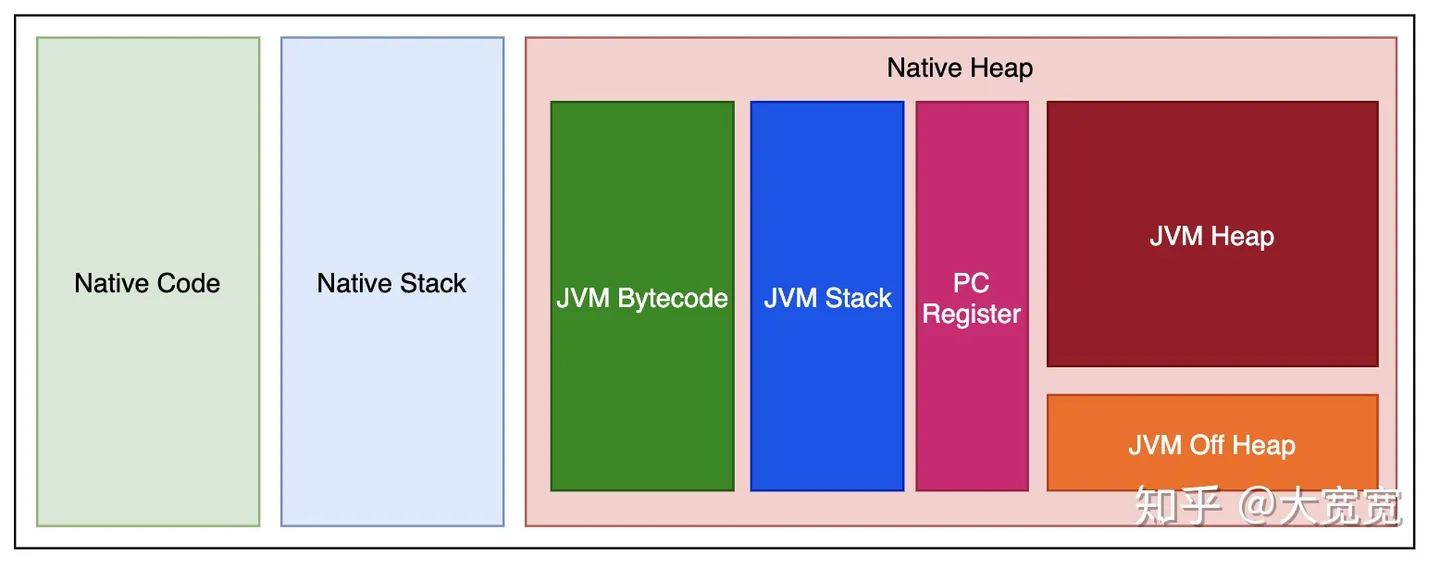 Native Heap
Native Code
Native Stack
JVM Bytecode
JVM Stack
PC
Register
JVM Heap
JVM Off Heap
知乎 @大宽宽